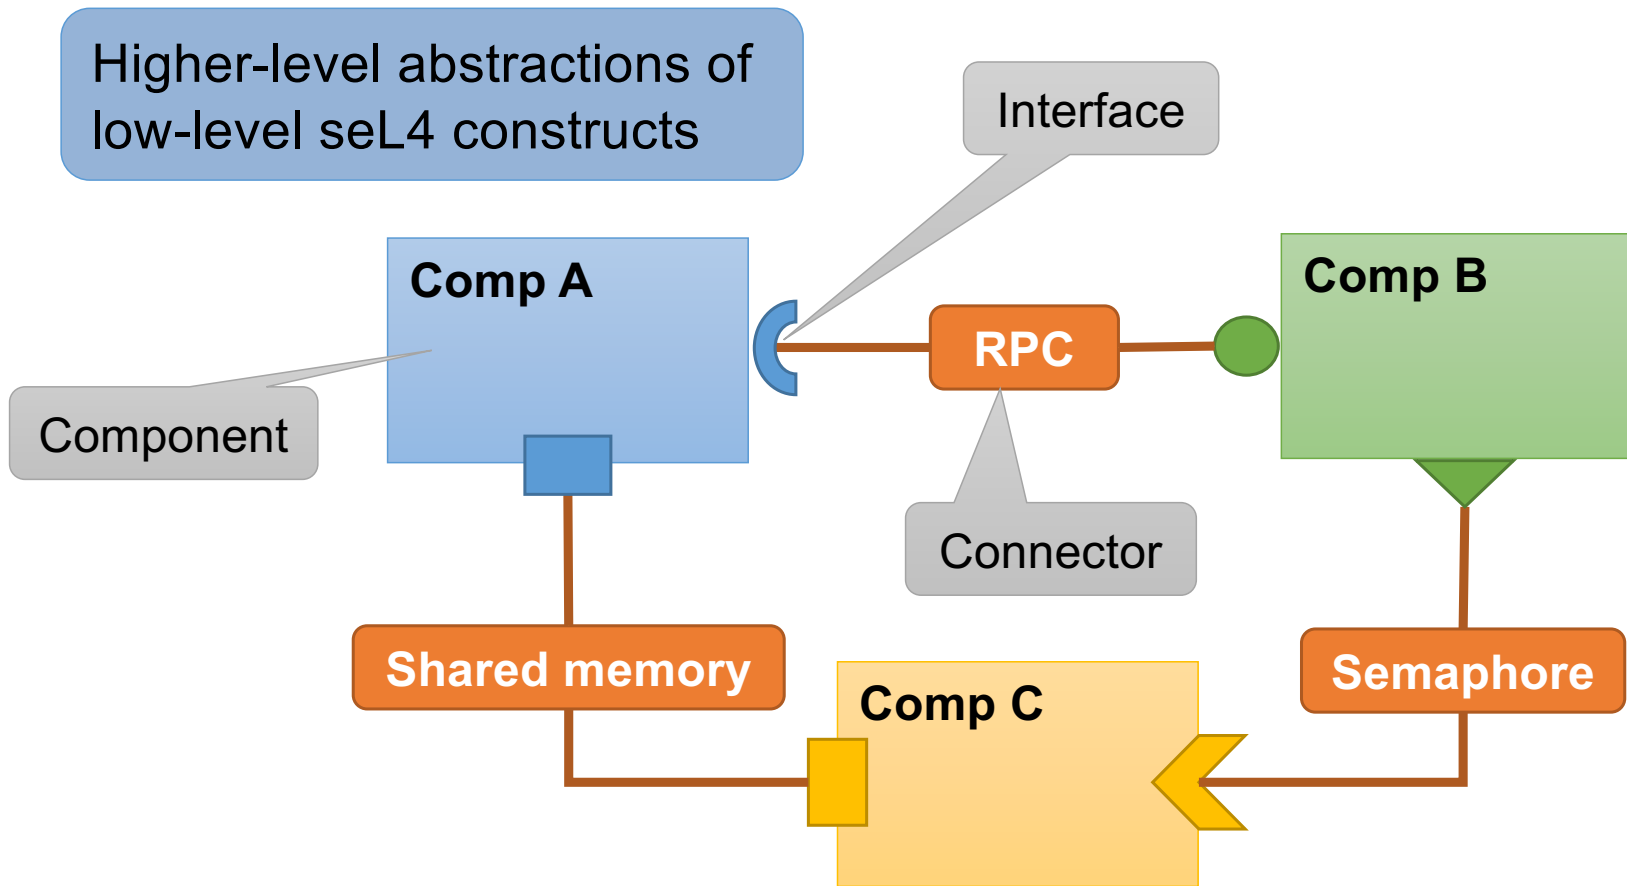 Higher-level abstractions of
low-level seL4 constructs
Interface
Comp A
Comp B
RPC
Component
Connector
Shared memory
Semaphore
Comp C